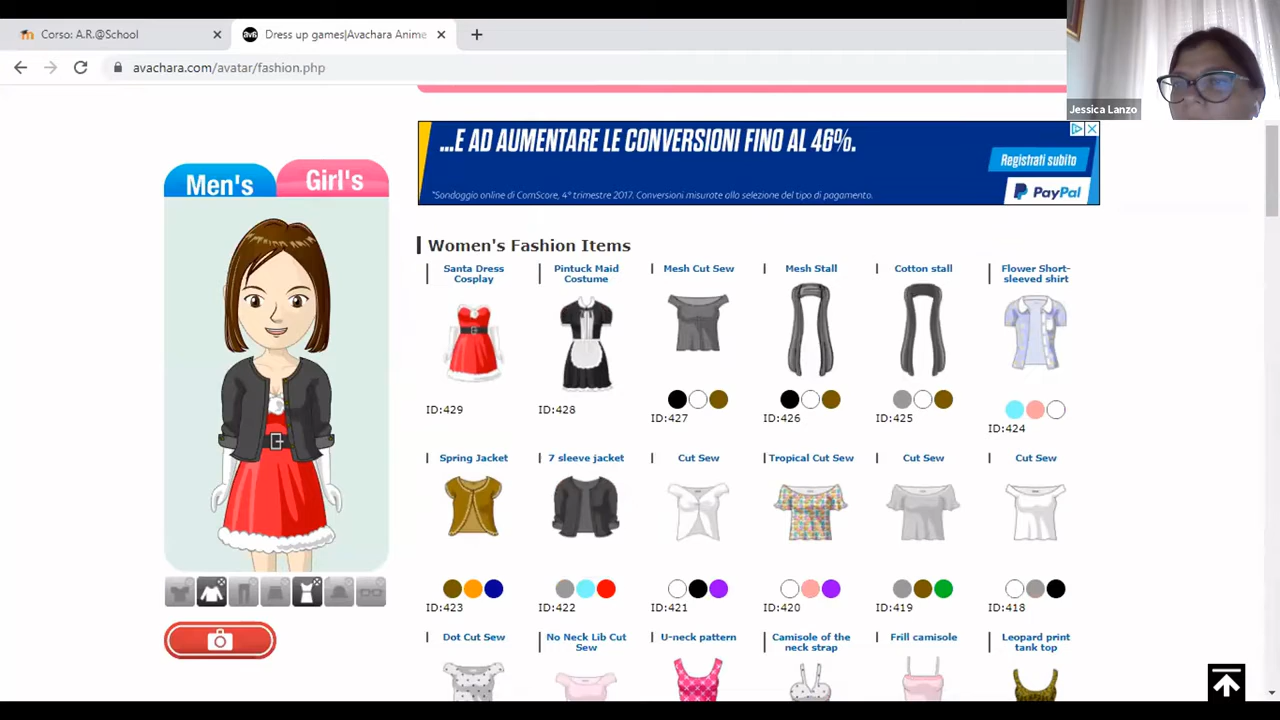 Corso: A.R.@School
Dress up games|Avachara Anime
avachara.com/avatar/fashion.php
Jessica Lanzo
...E AD AUMENTARE LE CONVERSIONI FINO AL 46%.
Registrati subito
*Sondaggio online di ComScore, 4° trimestre 2017. Conversioni misurate alla selezione del tipo di pagamento.
PayPal
Men's
Girl's
Women's Fashion Items
Santa Dress
Cosplay
Pintuck Maid
Costume
Mesh Cut Sew
Mesh Stall
Cotton stall
Flower Short-
sleeved shirt
ID:429
ID:428
ID:427
ID:426
ID:425
ID:424
Spring Jacket
7 sleeve jacket
Cut Sew
Tropical Cut Sew
Cut Sew
Cut Sew
ID:423
ID:422
ID:421
ID:420
ID:419
ID:418
Dot Cut Sew
No Neck Lib Cut
Sew
U-neck pattern
Camisole of the
neck strap
Frill camisole
Leopard print
tank top